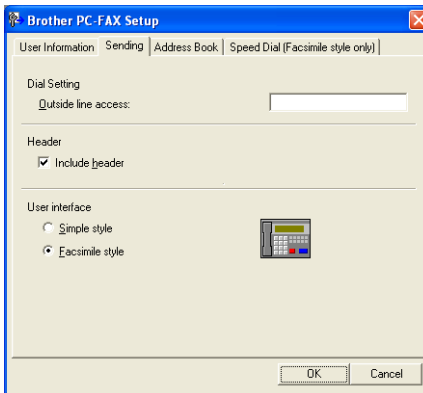 Brother PC-FAX Setup
User Information Sending Address Book Speed Dial (Facsimile style only)
Dial Setting
Outside line access:
Header
Include header
User interface
Simple style
Facsimile style
OK Cancel